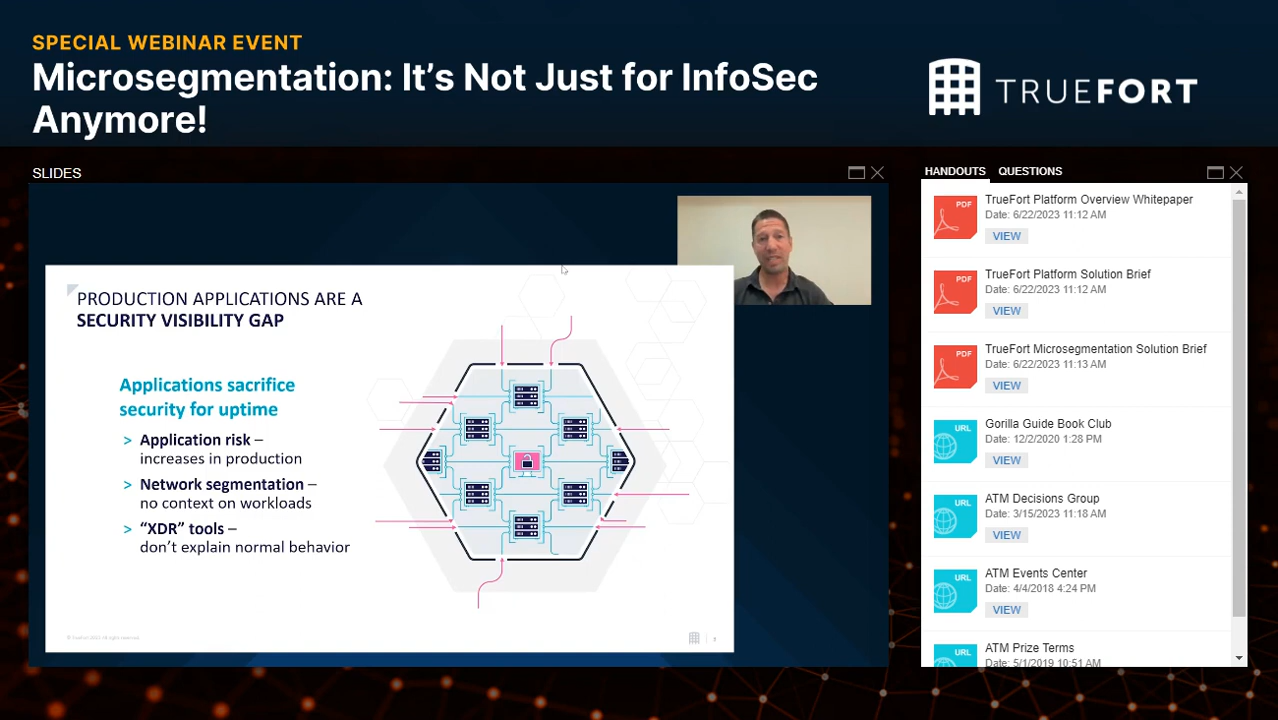 SPECIAL WEBINAR EVENT
Microsegmentation: It’s Not Just for InfoSec
Anymore!
TRUEFORT
SLIDES
PRODUCTION APPLICATIONS ARE A
SECURITY VISIBILITY GAP
Applications sacrifice
security for uptime
> Application risk –
increases in production
> Network segmentation –
no context on workloads
> “XDR” tools –
don’t explain normal behavior
HANDOUTS QUESTIONS
PDF
TrueFort Platform Overview Whitepaper
Date: 6/22/2023 11:12 AM
VIEW
PDF
TrueFort Platform Solution Brief
Date: 6/22/2023 11:12 AM
VIEW
PDF
TrueFort Microsegmentation Solution Brief
Date: 6/22/2023 11:13 AM
VIEW
URL
Gorilla Guide Book Club
Date: 12/2/2020 1:28 PM
VIEW
URL
ATM Decisions Group
Date: 3/15/2023 11:18 AM
VIEW
URL
ATM Events Center
Date: 4/4/2018 4:24 PM
VIEW
URL
ATM Prize Terms
Date: 5/1/2019 10:51 AM